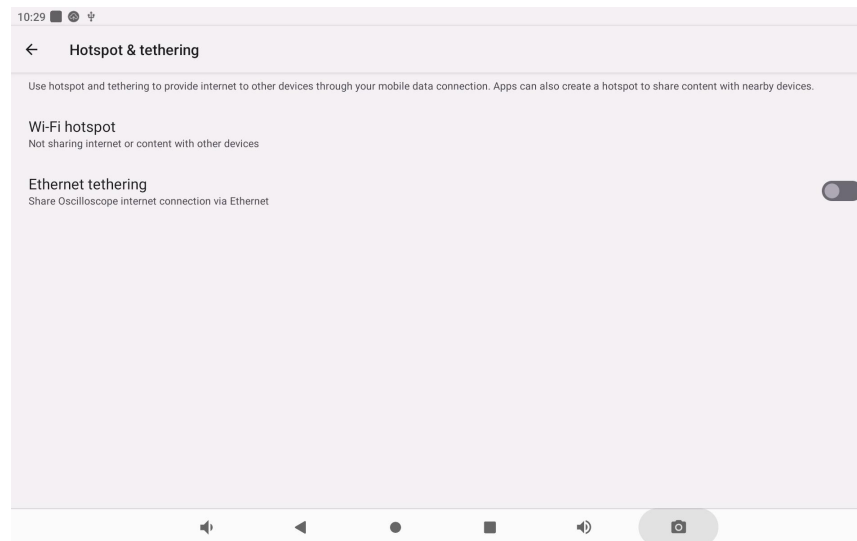 10:29
Hotspot & tethering
Use hotspot and tethering to provide internet to other devices through your mobile data connection. Apps can also create a hotspot to share content with nearby devices.
Wi-Fi hotspot
Not sharing internet or content with other devices
Ethernet tethering
Share Oscilloscope internet connection via Ethernet